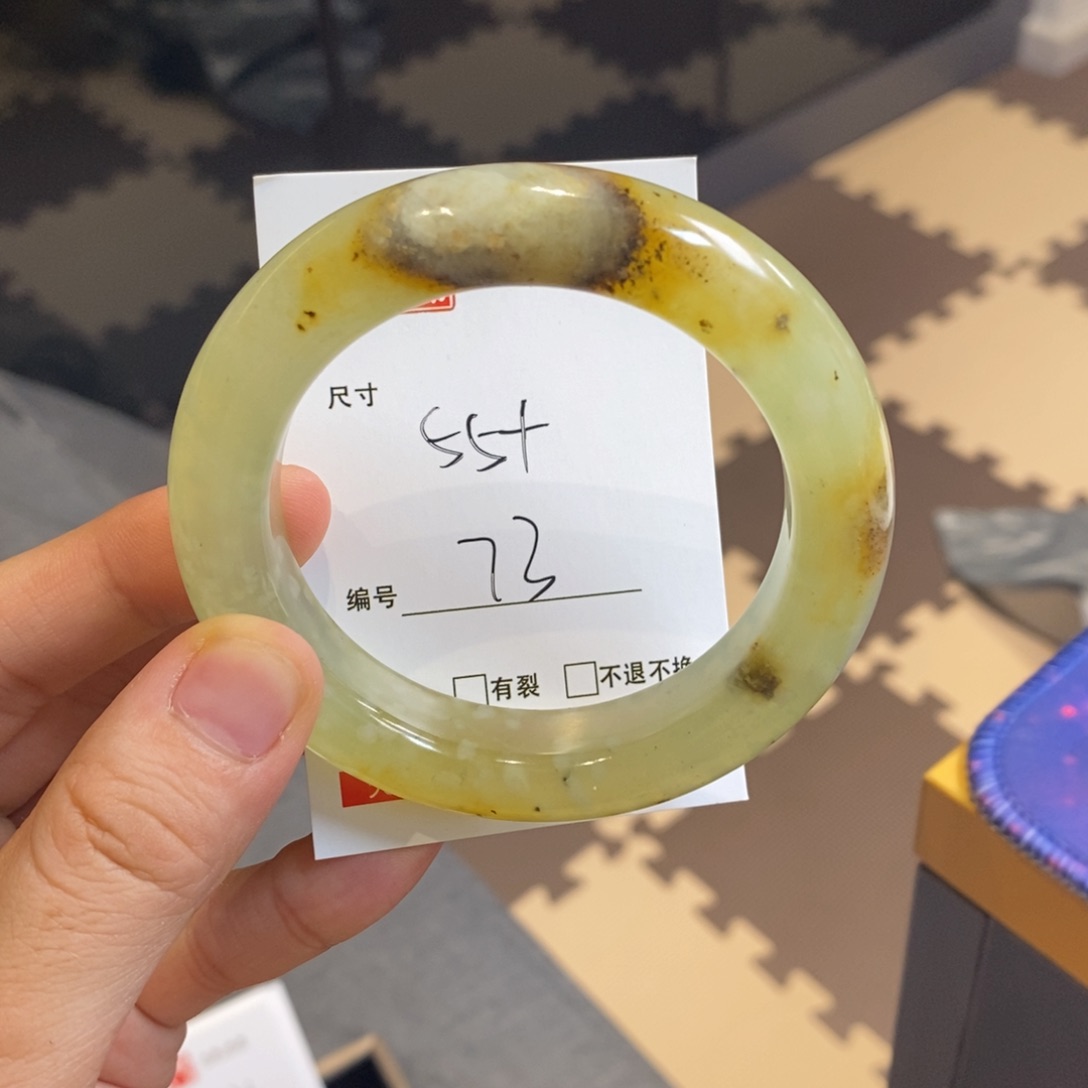 尺寸
55+
编号 73
□有裂 □不退不换